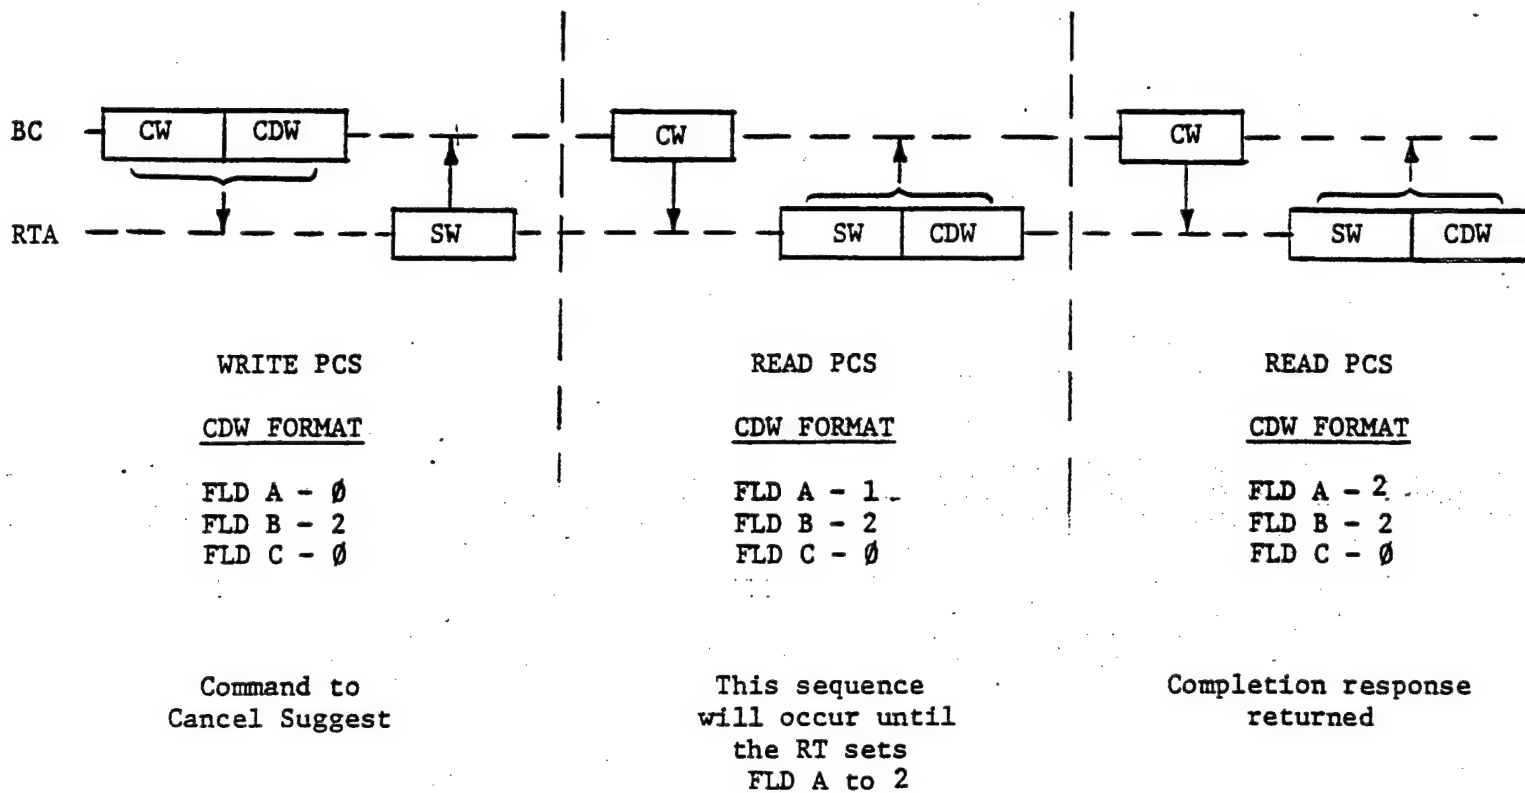 BC CW CDW CW CW
RTA SW SW CDW SW CDW
WRITE PCS
CDW FORMAT
FLD A - Ø
FLD B - 2
FLD C - Ø
Command to
Cancel Suggest
READ PCS
CDW FORMAT
FLD A - 1
FLD B - 2
FLD C - Ø
This sequence
will occur until
the RT sets
FLD A to 2
READ PCS
CDW FORMAT
FLD A - 2
FLD B - 2
FLD C - Ø
Completion response
returned